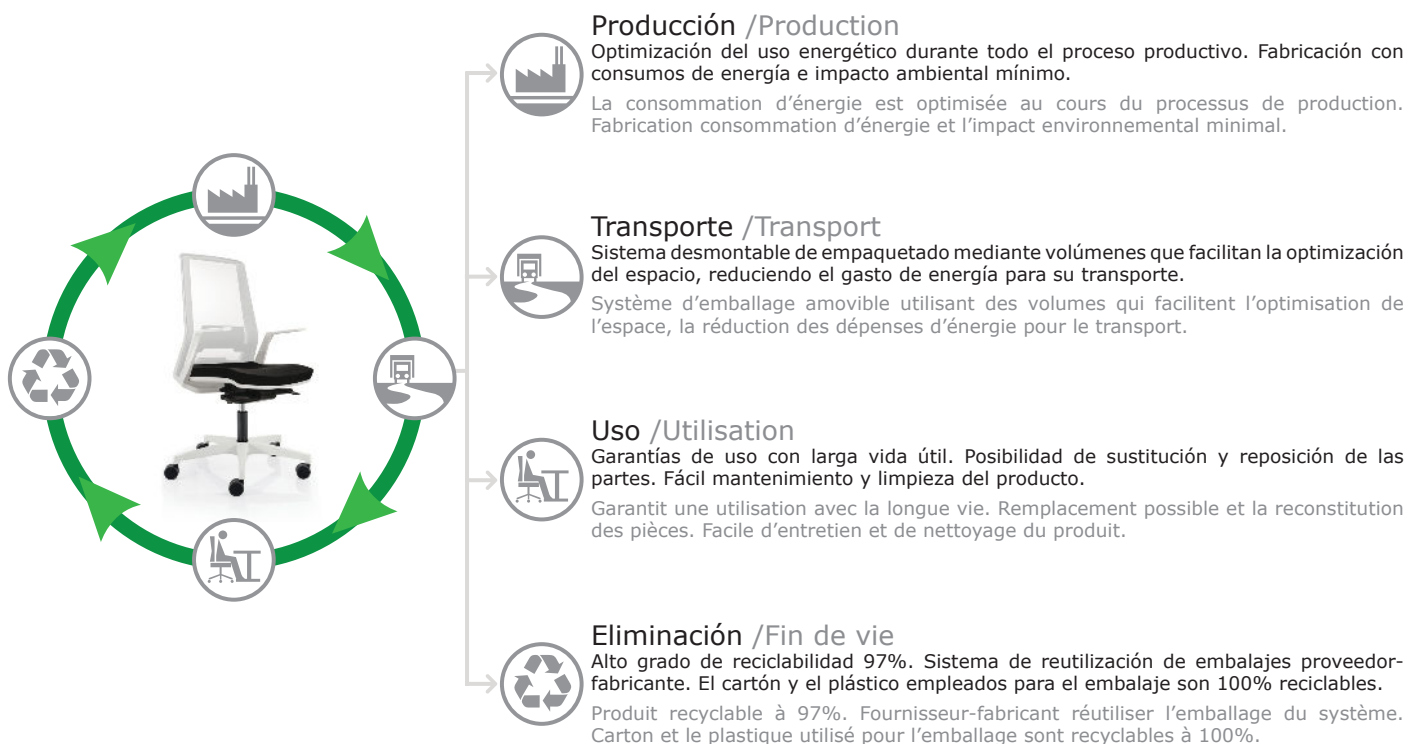 Producción /Production
Optimización del uso energético durante todo el proceso productivo. Fabricación con
consumos de energía e impacto ambiental mínimo.
La consommation d’énergie est optimisée au cours du processus de production.
Fabrication consommation d’énergie et l’impact environnemental minimal.
Transporte /Transport
Sistema desmontable de empaquetado mediante volúmenes que facilitan la optimización
del espacio, reduciendo el gasto de energía para su transporte.
Système d’emballage amovible utilisant des volumes qui facilitent l’optimisation de
l’espace, la réduction des dépenses d’énergie pour le transport.
Uso /Utilisation
Garantías de uso con larga vida útil. Posibilidad de sustitución y reposición de las
partes. Fácil mantenimiento y limpieza del producto.
Garantit une utilisation avec la longue vie. Remplacement possible et la reconstitution
des pièces. Facile d’entretien et de nettoyage du produit.
Eliminación /Fin de vie
Alto grado de reciclabilidad 97%. Sistema de reutilización de embalajes proveedor-
fabricante. El cartón y el plástico empleados para el embalaje son 100% reciclables.
Produit recyclable à 97%. Fournisseur-fabricant réutiliser l’emballage du système.
Carton et le plastique utilisé pour l’emballage sont recyclables à 100%.